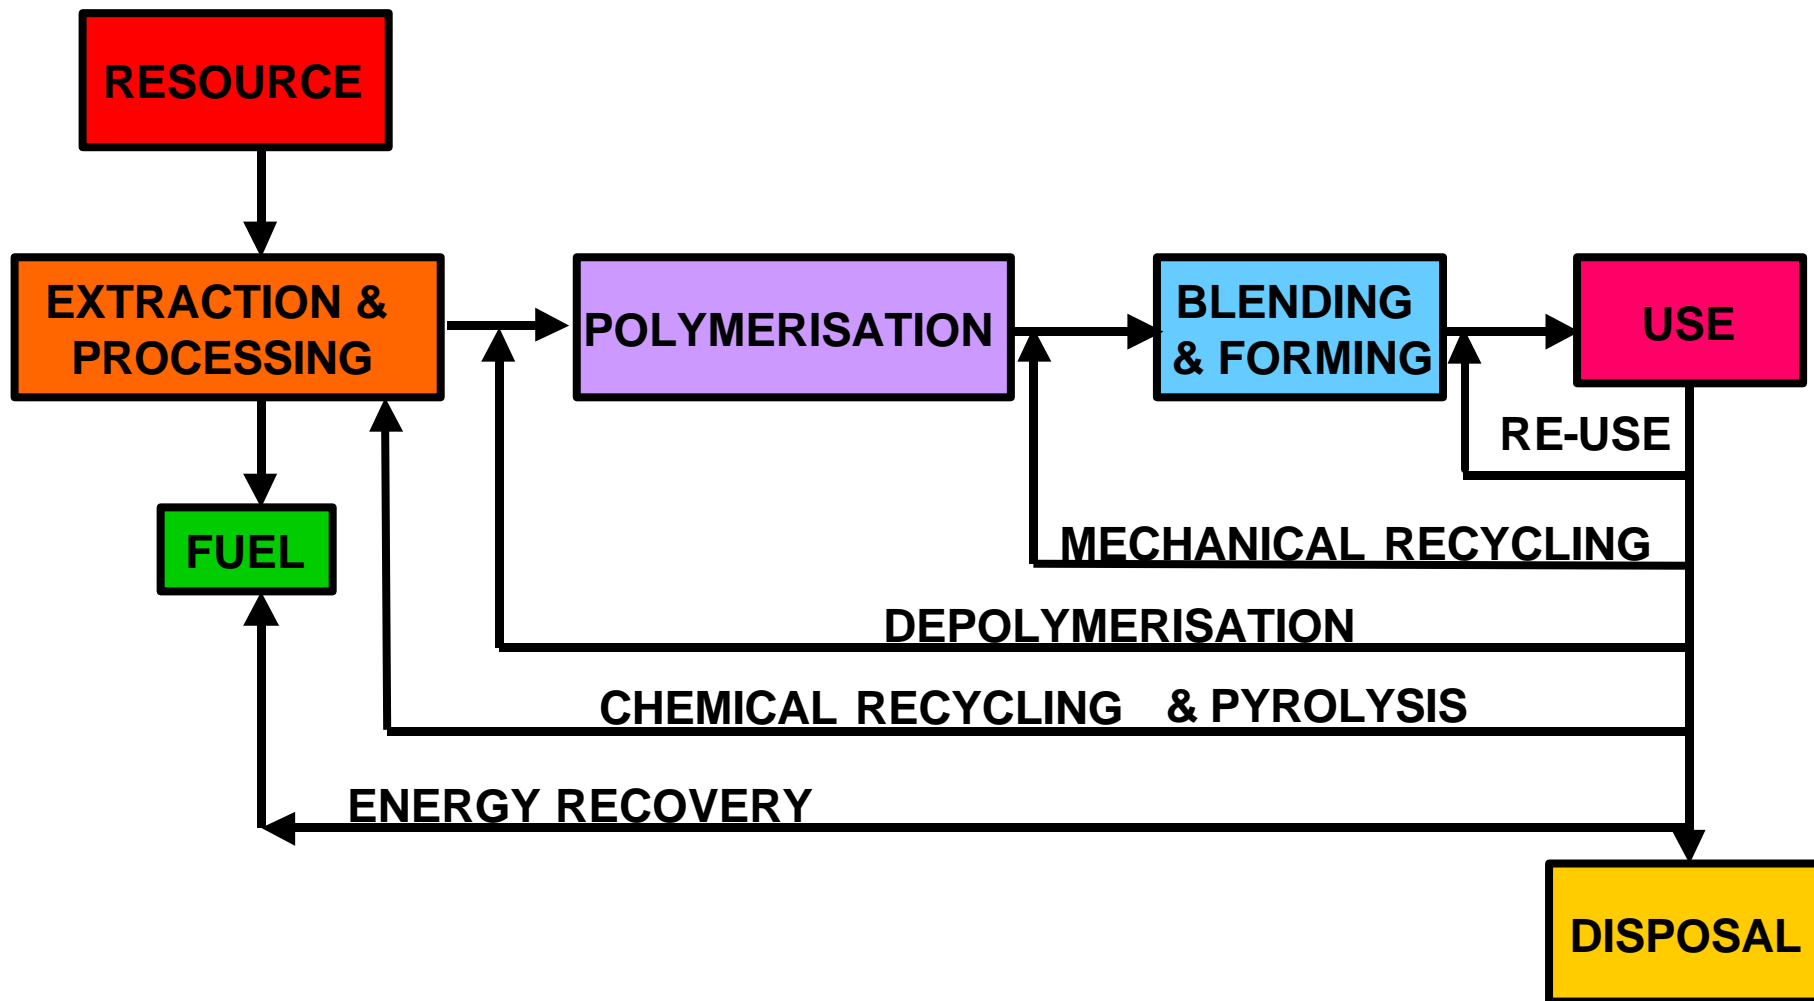 RESOURCE
EXTRACTION &
PROCESSING
POLYMERISATION
BLENDING
& FORMING
USE
RE-USE
FUEL
MECHANICAL RECYCLING
DEPOLYMERISATION
CHEMICAL RECYCLING & PYROLYSIS
ENERGY RECOVERY
DISPOSAL